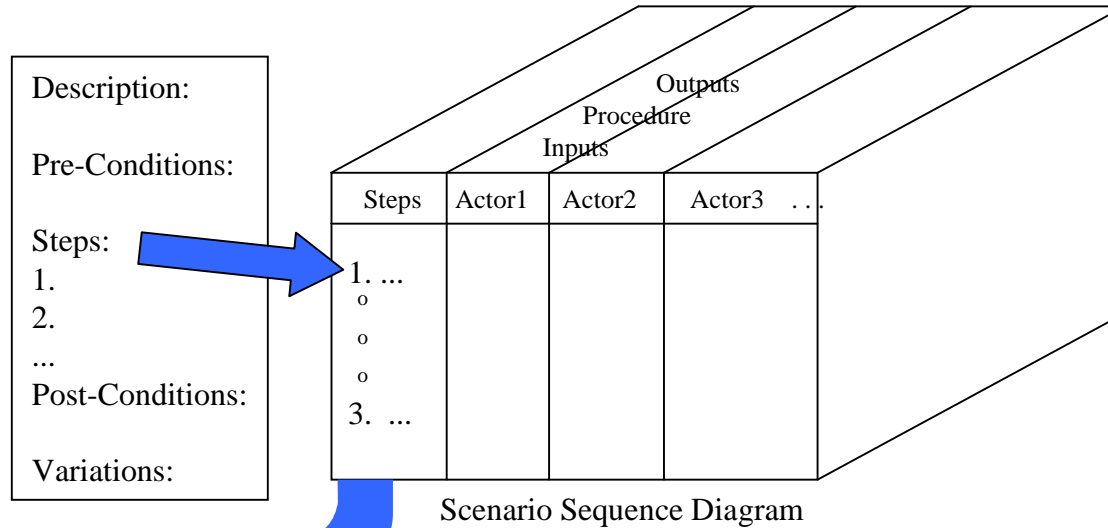 Description:
Pre-Conditions:
Steps:
1.
2.
...
Post-Conditions:
Variations:
Outputs
Procedure
Inputs
Steps Actor1 Actor2 Actor3 . . .
1. ...
o
o
o
3. ...
Scenario Sequence Diagram